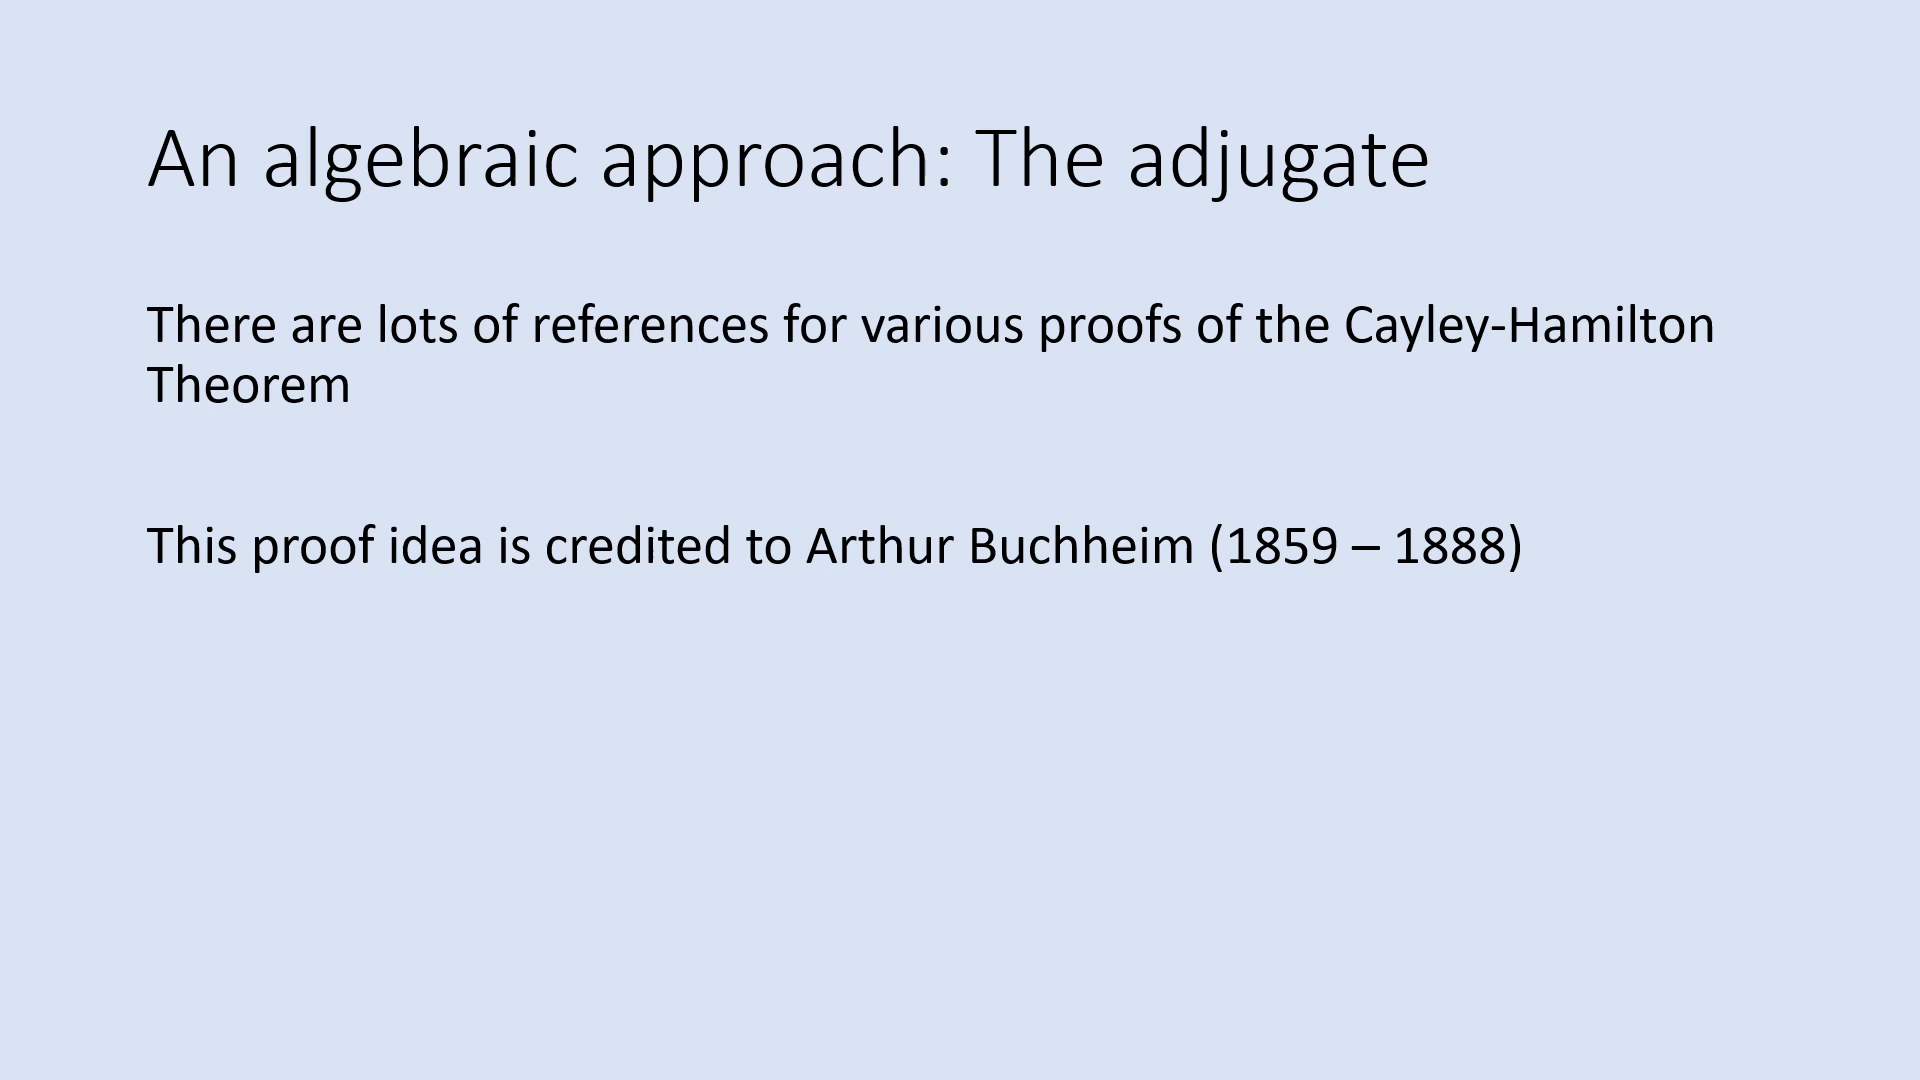 An algebraic approach: The adjugate
There are lots of references for various proofs of the Cayley-Hamilton
Theorem
This proof idea is credited to Arthur Buchheim (1859 – 1888)